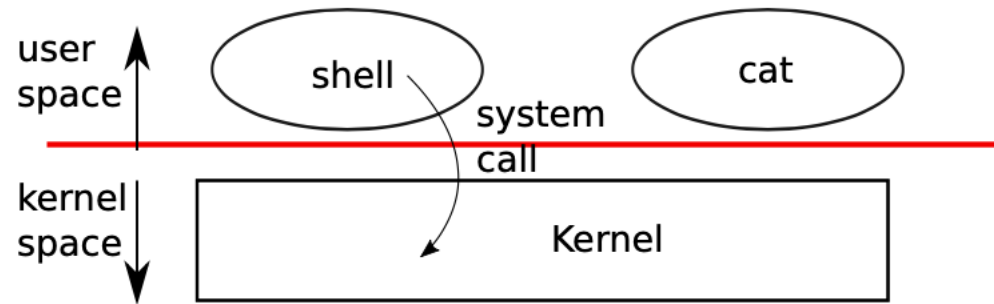 user
space
shell
cat
system
call
kernel
space
Kernel